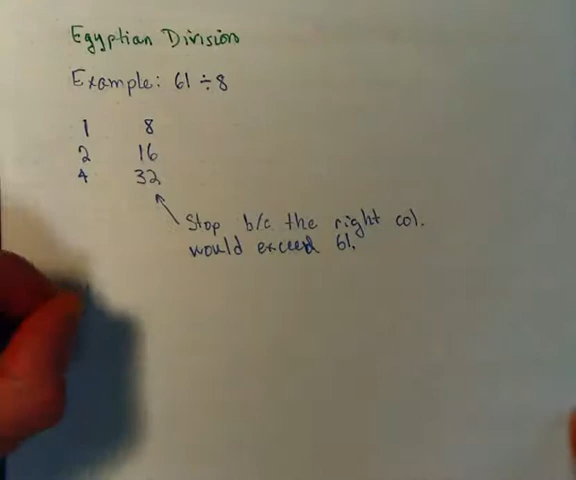 Egyptian Division
Example: 61 ÷ 8
1 8
2 16
4 32
Stop b/c the right col.
would exceed 61.